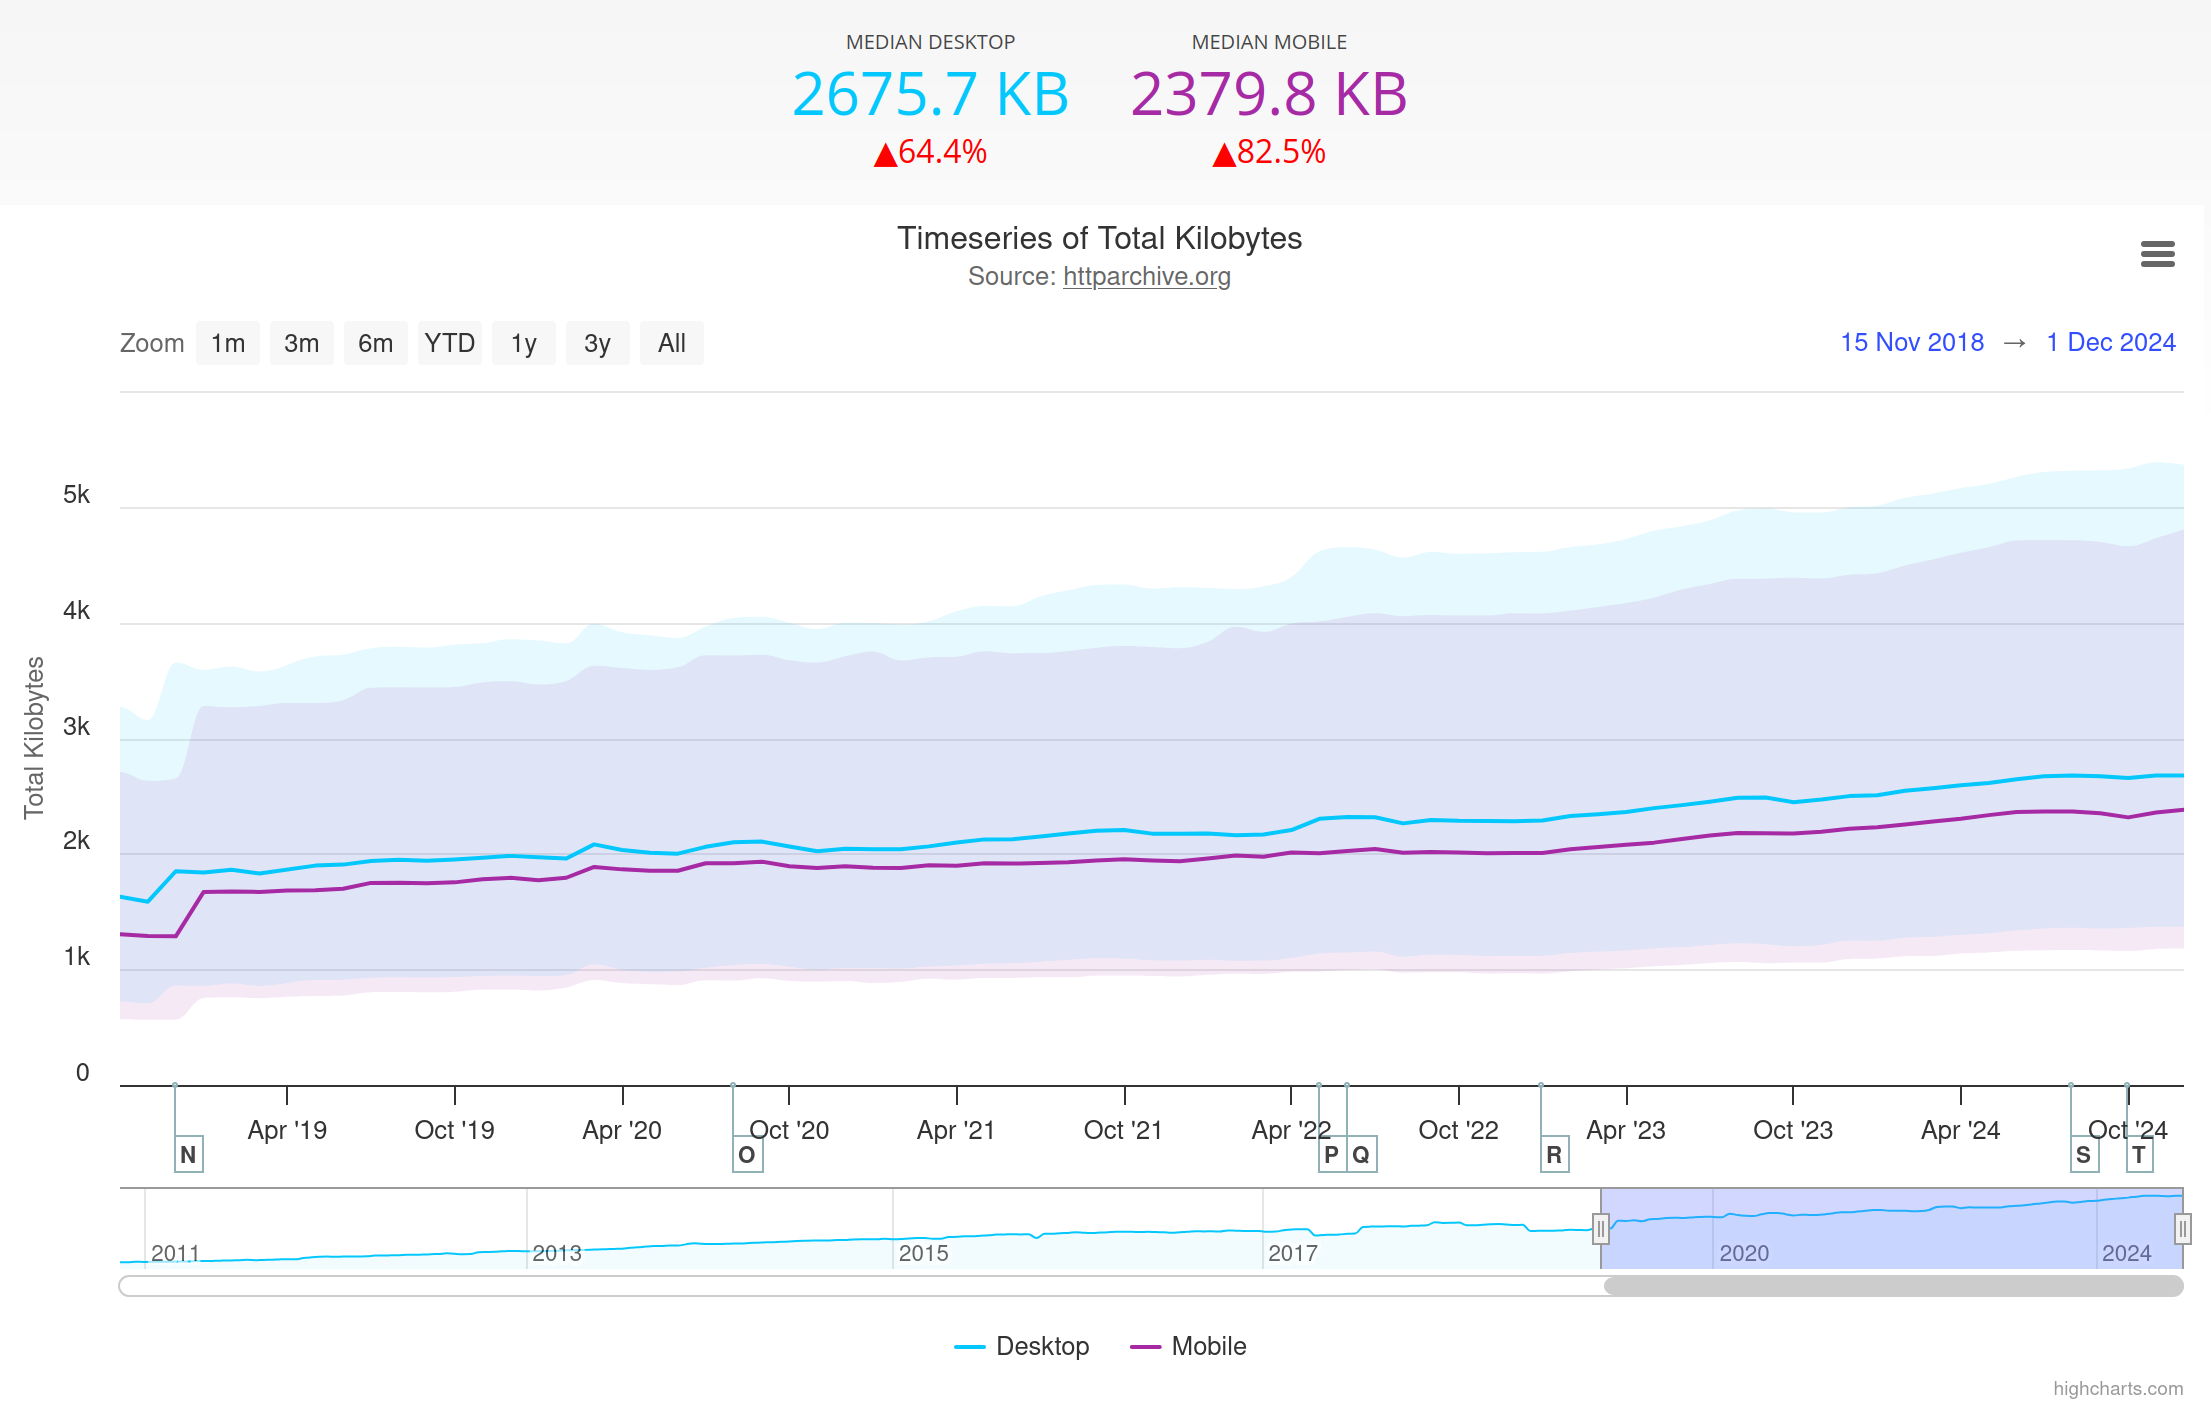 MEDIAN DESKTOP MEDIAN MOBILE
2675.7 KB 2379.8 KB
▲64.4% ▲82.5%
Timeseries of Total Kilobytes
Source: httparchive.org
Zoom 1m 3m 6m YTD 1y 3y All 15 Nov 2018 → 1 Dec 2024
Total Kilobytes
5k
4k
3k
2k
1k
0
Apr '19 Oct '19 Apr '20 Oct '20 Apr '21 Oct '21 Apr '22 Oct '22 Apr '23 Oct '23 Apr '24 Oct '24
N O P Q R S T
2011 2013 2015 2017 2020 2024
Desktop Mobile
highcharts.com